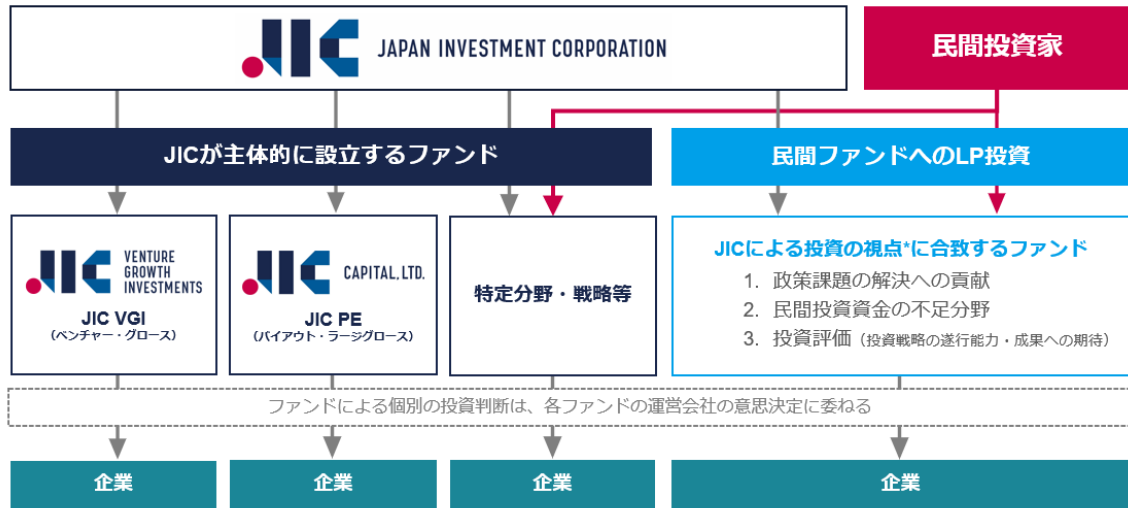 JIC JAPAN INVESTMENT CORPORATION
民間投資家
JICが主体的に設立するファンド
民間ファンドへのLP投資
JIC VENTURE
GROWTH
INVESTMENTS
JIC VGI
（ベンチャー・グロース）
JIC CAPITAL, LTD.
JIC PE
（バイアウト・ラージグロース）
特定分野・戦略等
JICによる投資の視点*に合致するファンド
1. 政策課題の解決への貢献
2. 民間投資資金の不足分野
3. 投資評価（投資戦略の遂行能力・成果への期待）
ファンドによる個別の投資判断は、各ファンドの運営会社の意思決定に委ねる
企業
企業
企業
企業